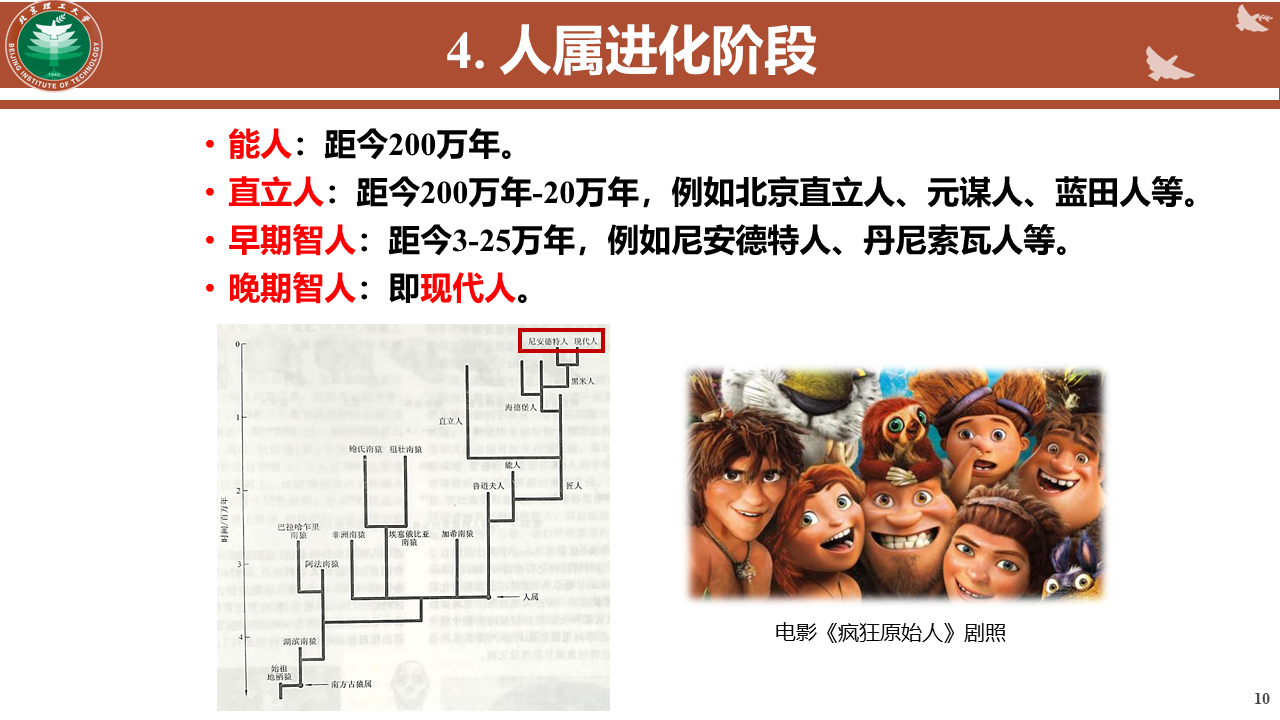 北京理工大学
BEIJING INSTITUTE OF TECHNOLOGY
1940
4. 人属进化阶段
• 能人：距今200万年。
• 直立人：距今200万年-20万年，例如北京直立人、元谋人、蓝田人等。
• 早期智人：距今3-25万年，例如尼安德特人、丹尼索瓦人等。
• 晚期智人：即现代人。
0
尼安德特人 现代人
黑米人
海德堡人
1
直立人
鲍氏南猿 粗壮南猿
能人
2
鲁道夫人
匠人
时间/百万年
巴拉哈乍里
南猿
非洲南猿
埃塞俄比亚
南猿
加希南猿
3
阿法南猿
人属
4
湖滨南猿
始祖
地栖猿
南方古猿属
电影《疯狂原始人》剧照
10